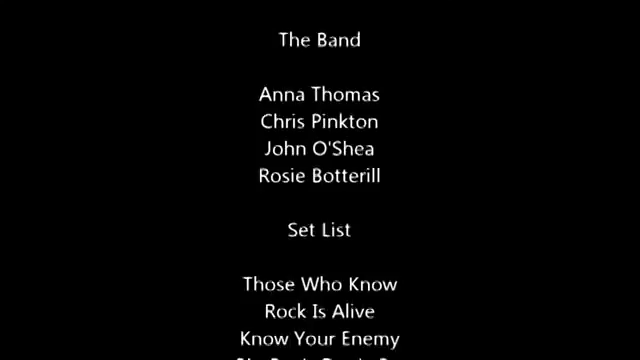 The Band
Anna Thomas
Chris Pinkton
John O'Shea
Rosie Botterill
Set List
Those Who Know
Rock Is Alive
Know Your Enemy